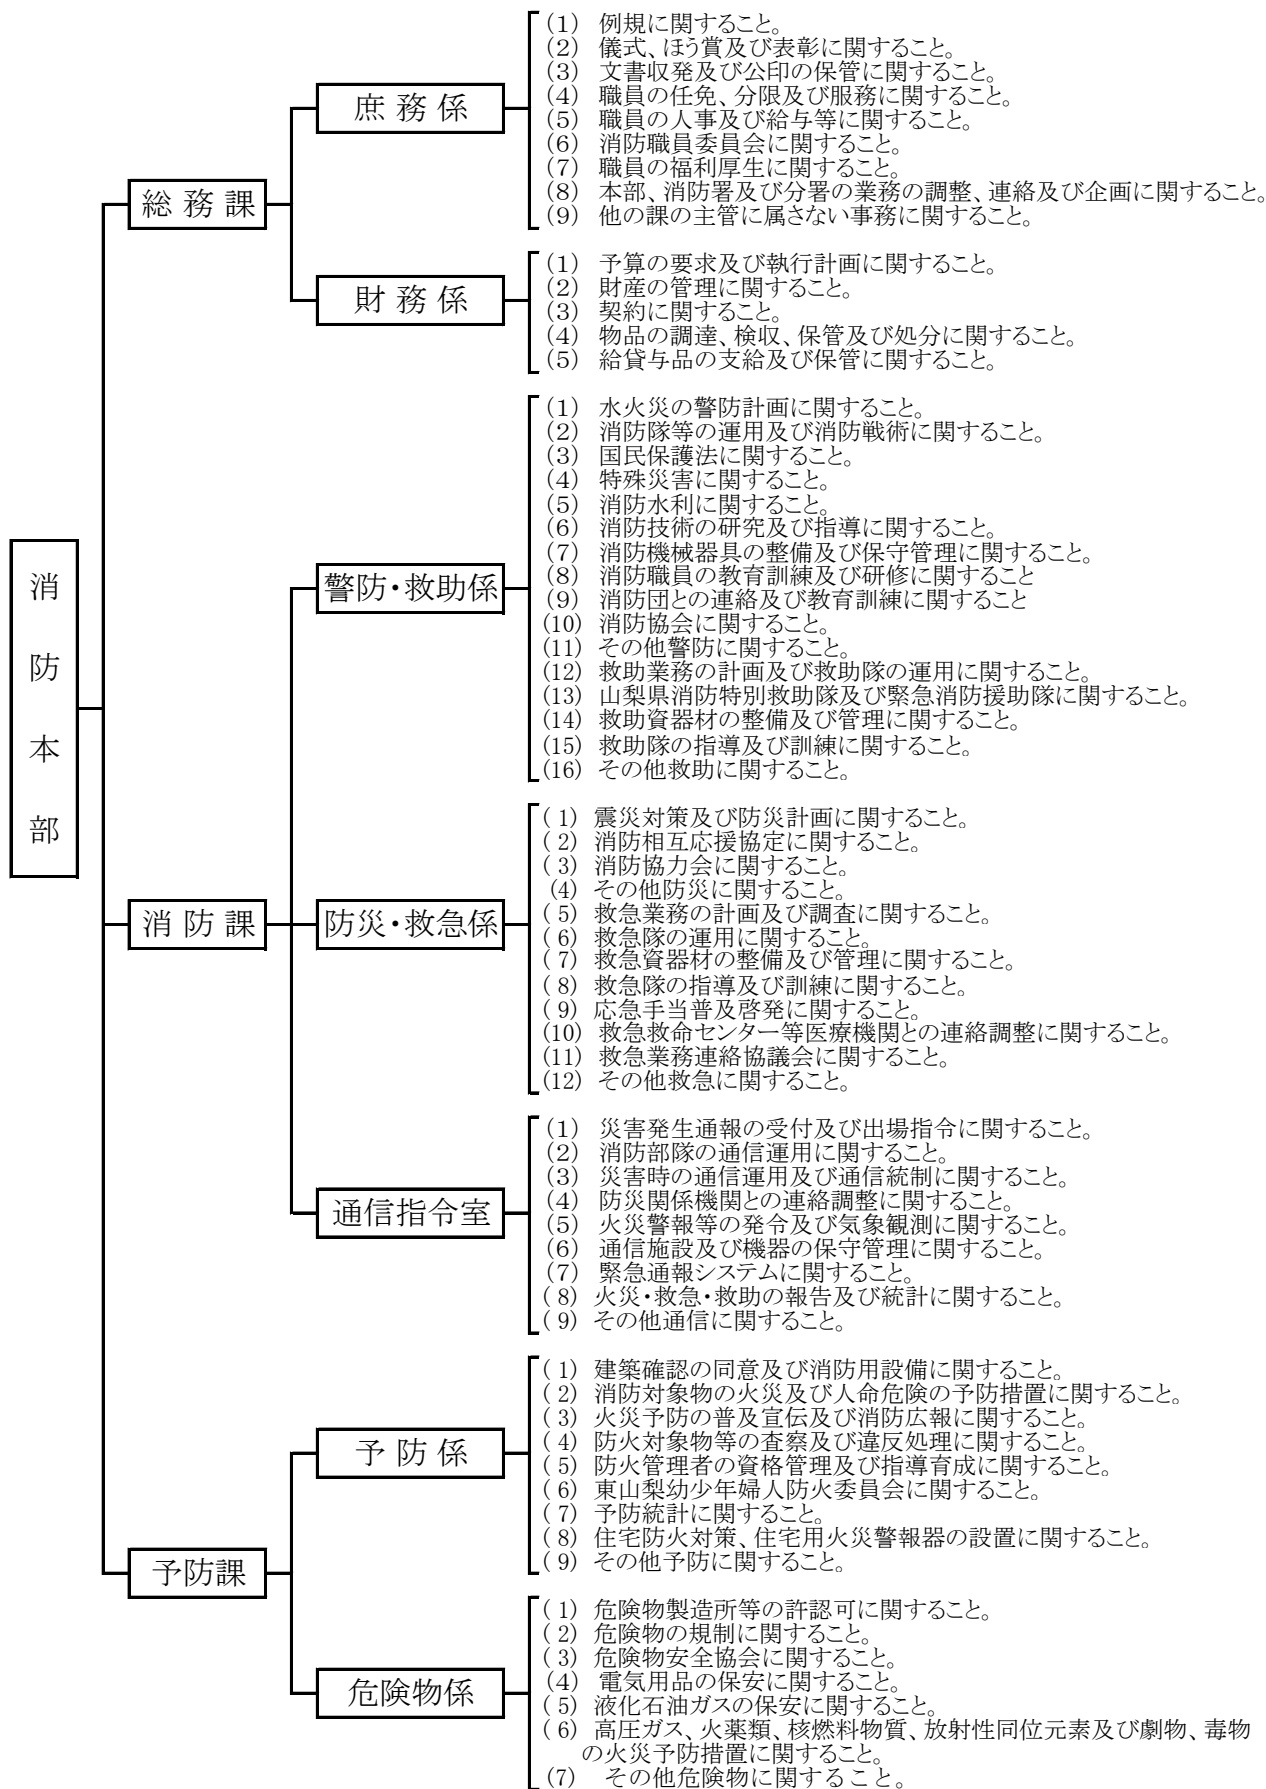 消防本部
総務課
庶務係
(1) 例規に関すること。
(2) 儀式、ほう賞及び表彰に関すること。
(3) 文書収発及び公印の保管に関すること。
(4) 職員の任免、分限及び服務に関すること。
(5) 職員の人事及び給与等に関すること。
(6) 消防職員委員会に関すること。
(7) 職員の福利厚生に関すること。
(8) 本部、消防署及び分署の業務の調整、連絡及び企画に関すること。
(9) 他の課の主管に属さない事務に関すること。
財務係
(1) 予算の要求及び執行計画に関すること。
(2) 財産の管理に関すること。
(3) 契約に関すること。
(4) 物品の調達、検収、保管及び処分に関すること。
(5) 給貸与品の支給及び保管に関すること。
消防課
警防・救助係
(1) 水火災の警防計画に関すること。
(2) 消防隊等の運用及び消防戦術に関すること。
(3) 国民保護法に関すること。
(4) 特殊災害に関すること。
(5) 消防水利に関すること。
(6) 消防技術の研究及び指導に関すること。
(7) 消防機械器具の整備及び保守管理に関すること。
(8) 消防職員の教育訓練及び研修に関すること
(9) 消防団との連絡及び教育訓練に関すること
(10) 消防協会に関すること。
(11) その他警防に関すること。
(12) 救助業務の計画及び救助隊の運用に関すること。
(13) 山梨県消防特別救助隊及び緊急消防援助隊に関すること。
(14) 救助資器材の整備及び管理に関すること。
(15) 救助隊の指導及び訓練に関すること。
(16) その他救助に関すること。
防災・救急係
( 1) 震災対策及び防災計画に関すること。
( 2) 消防相互応援協定に関すること。
( 3) 消防協力会に関すること。
(4) その他防災に関すること。
( 5) 救急業務の計画及び調査に関すること。
( 6) 救急隊の運用に関すること。
( 7) 救急資器材の整備及び管理に関すること。
( 8) 救急隊の指導及び訓練に関すること。
( 9) 応急手当普及啓発に関すること。
(10) 救急救命センター等医療機関との連絡調整に関すること。
(11) 救急業務連絡協議会に関すること。
(12) その他救急に関すること。
通信指令室
(1) 災害発生通報の受付及び出場指令に関すること。
(2) 消防部隊の通信運用に関すること。
(3) 災害時の通信運用及び通信統制に関すること。
(4) 防災関係機関との連絡調整に関すること。
(5) 火災警報等の発令及び気象観測に関すること。
(6) 通信施設及び機器の保守管理に関すること。
(7) 緊急通報システムに関すること。
( 8) 火災・救急・救助の報告及び統計に関すること。
( 9) その他通信に関すること。
予防課
予防係
( 1) 建築確認の同意及び消防用設備に関すること。
( 2) 消防対象物の火災及び人命危険の予防措置に関すること。
( 3) 火災予防の普及宣伝及び消防広報に関すること。
( 4) 防火対象物等の査察及び違反処理に関すること。
( 5) 防火管理者の資格管理及び指導育成に関すること。
( 6) 東山梨幼少年婦人防火委員会に関すること。
( 7) 予防統計に関すること。
( 8) 住宅防火対策、住宅用火災警報器の設置に関すること。
( 9) その他予防に関すること。
危険物係
( 1) 危険物製造所等の許認可に関すること。
( 2) 危険物の規制に関すること。
( 3) 危険物安全協会に関すること。
(4) 電気用品の保安に関すること。
( 5) 液化石油ガスの保安に関すること。
( 6) 高圧ガス、火薬類、核燃料物質、放射性同位元素及び劇物、毒物
の火災予防措置に関すること。
(7) その他危険物に関すること。